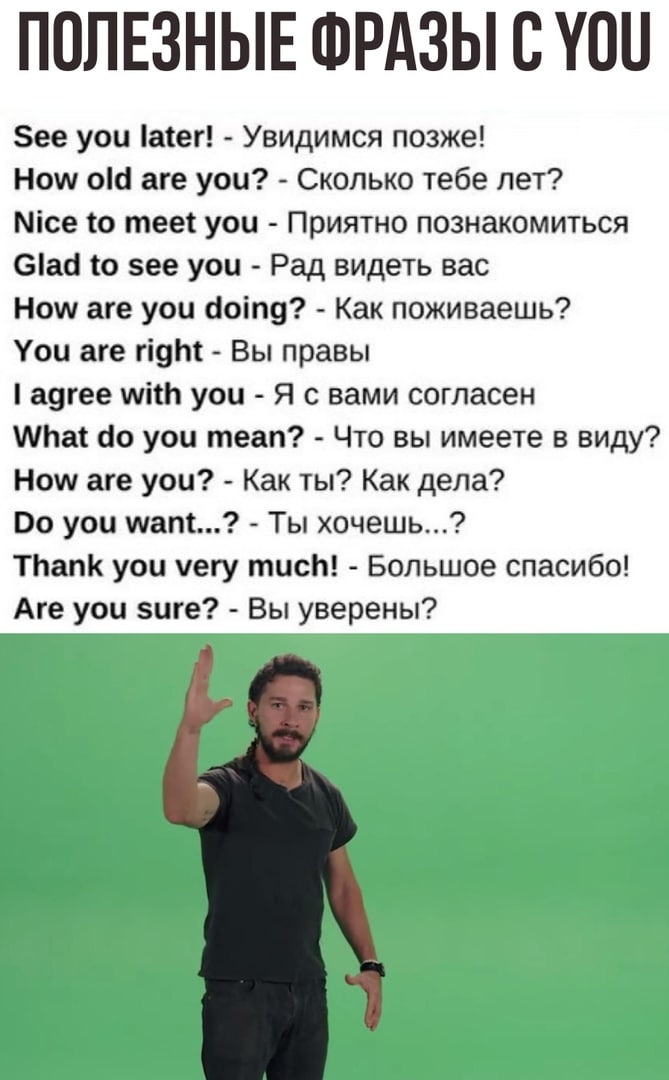 ПОЛЕЗНЫЕ ФРАЗЫ С YOU
See you later! - Увидимся позже!
How old are you? - Сколько тебе лет?
Nice to meet you - Приятно познакомиться
Glad to see you - Рад видеть вас
How are you doing? - Как поживаешь?
You are right - Вы правы
I agree with you - Я с вами согласен
What do you mean? - Что вы имеете в виду?
How are you? - Как ты? Как дела?
Do you want...? - Ты хочешь...?
Thank you very much! - Большое спасибо!
Are you sure? - Вы уверены?